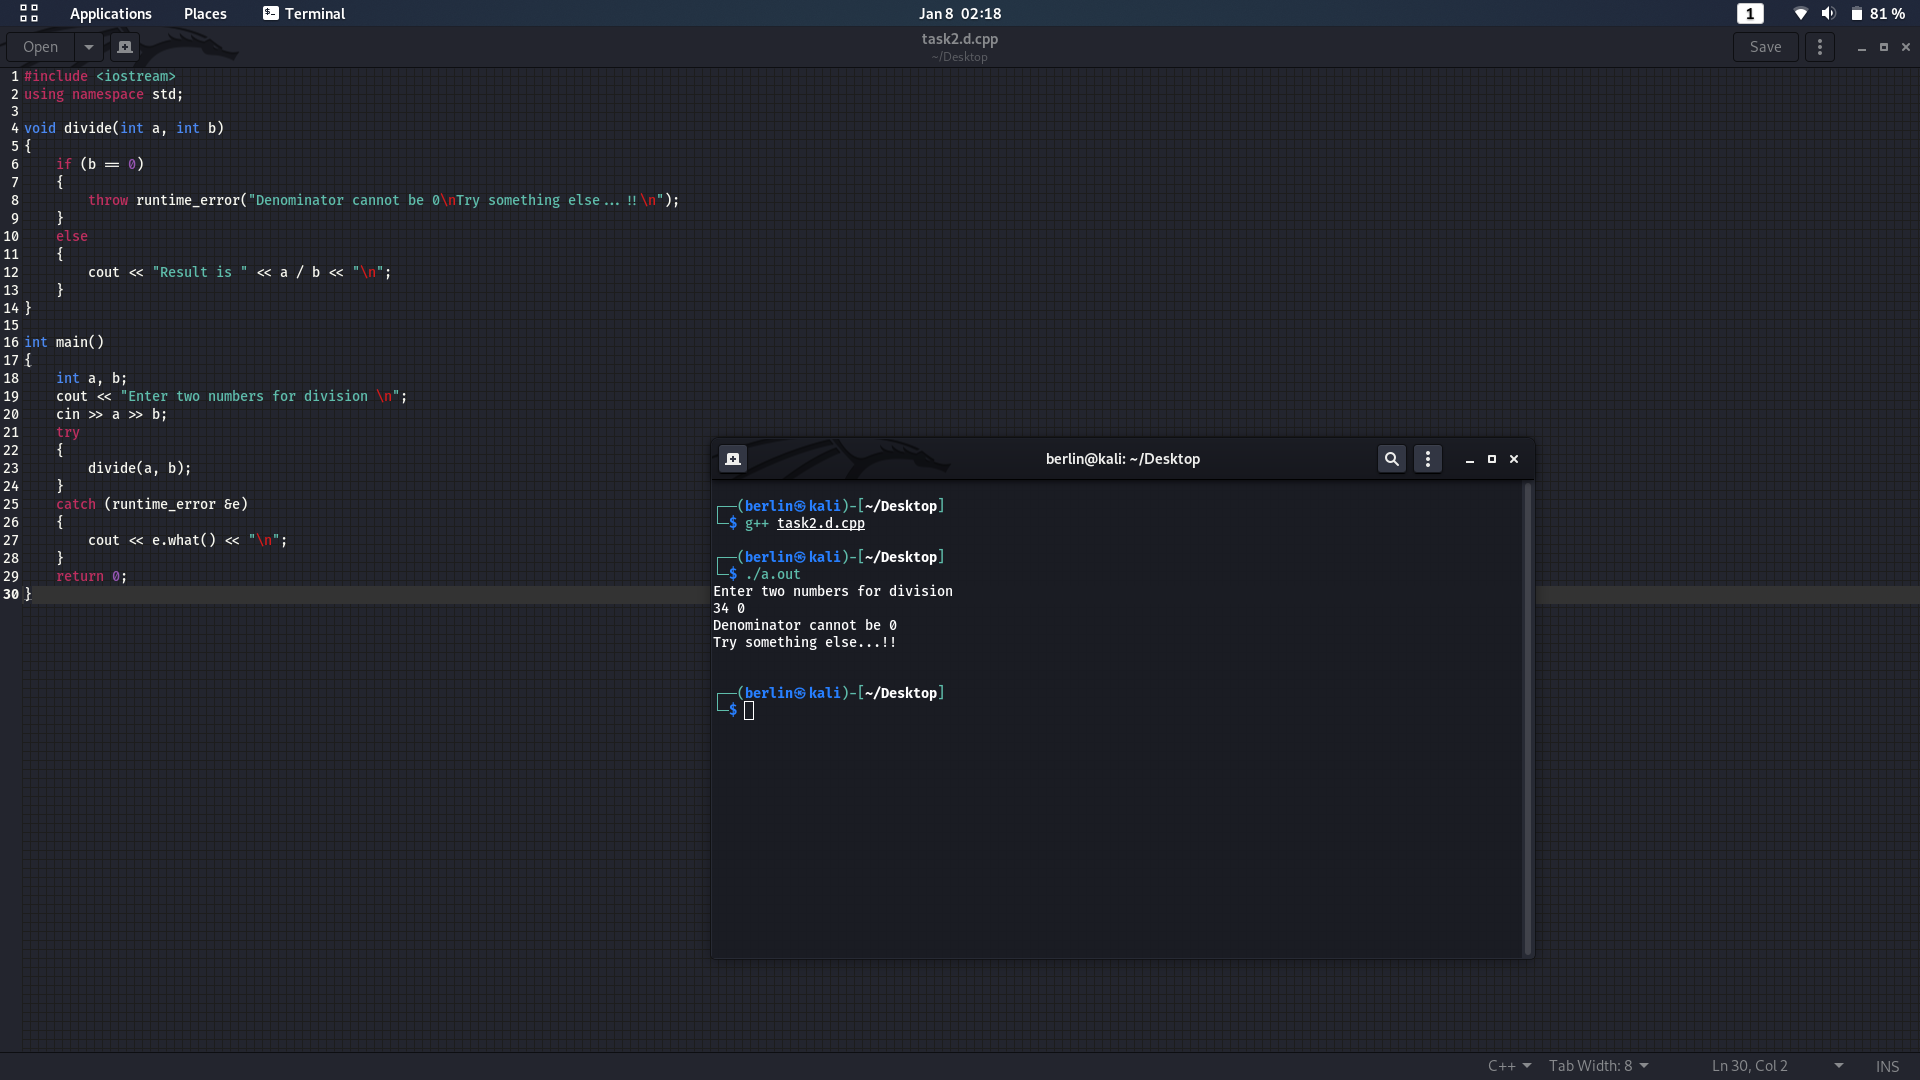 Applications Places Terminal Jan 8 02:18 1 81 %
Open task2.d.cpp Save
~/Desktop
1 #include <iostream>
2 using namespace std;
3
4 void divide(int a, int b)
5 {
6 if (b == 0)
7 {
8 throw runtime_error("Denominator cannot be 0\nTry something else...!!\n");
9 }
10 else
11 {
12 cout << "Result is " << a / b << "\n";
13 }
14 }
15
16 int main()
17 {
18 int a, b;
19 cout << "Enter two numbers for division \n";
20 cin >> a >> b;
21 try
22 {
23 divide(a, b);
24 }
25 catch (runtime_error &e)
26 {
27 cout << e.what() << "\n";
28 }
29 return 0;
30 }
berlin@kali: ~/Desktop
┌──(berlin㉿kali)-[~/Desktop]
└─$ g++ task2.d.cpp
┌──(berlin㉿kali)-[~/Desktop]
└─$ ./a.out
Enter two numbers for division
34 0
Denominator cannot be 0
Try something else...!!
┌──(berlin㉿kali)-[~/Desktop]
└─$
C++ Tab Width: 8 Ln 30, Col 2 INS